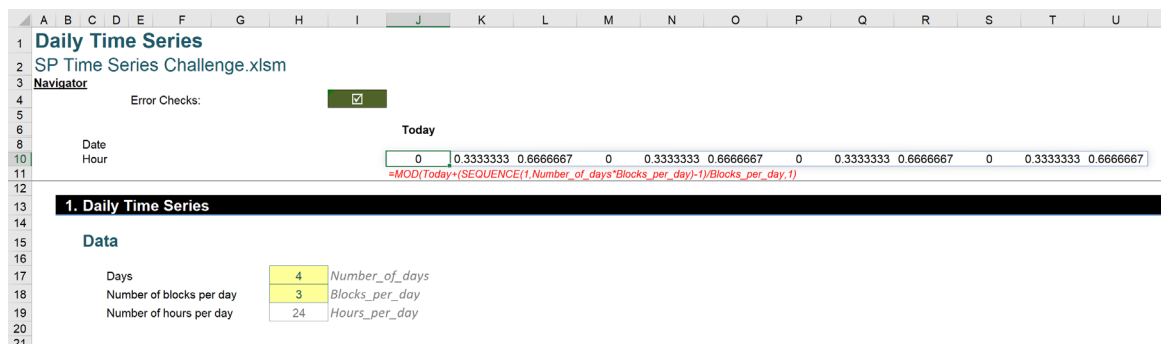 A B C D E F G H I J K L M N O P Q R S T U
1 Daily Time Series
2 SP Time Series Challenge.xlsm
3 Navigator
4 Error Checks:
5
6 Today
8 Date
10 Hour 0 0.3333333 0.6666667 0 0.3333333 0.6666667 0 0.3333333 0.6666667 0 0.3333333 0.6666667
11 =MOD(Today+(SEQUENCE(1,Number_of_days*Blocks_per_day)-1)/Blocks_per_day,1)
12
13 1. Daily Time Series
14
15 Data
16
17 Days 4 Number_of_days
18 Number of blocks per day 3 Blocks_per_day
19 Number of hours per day 24 Hours_per_day
20
21